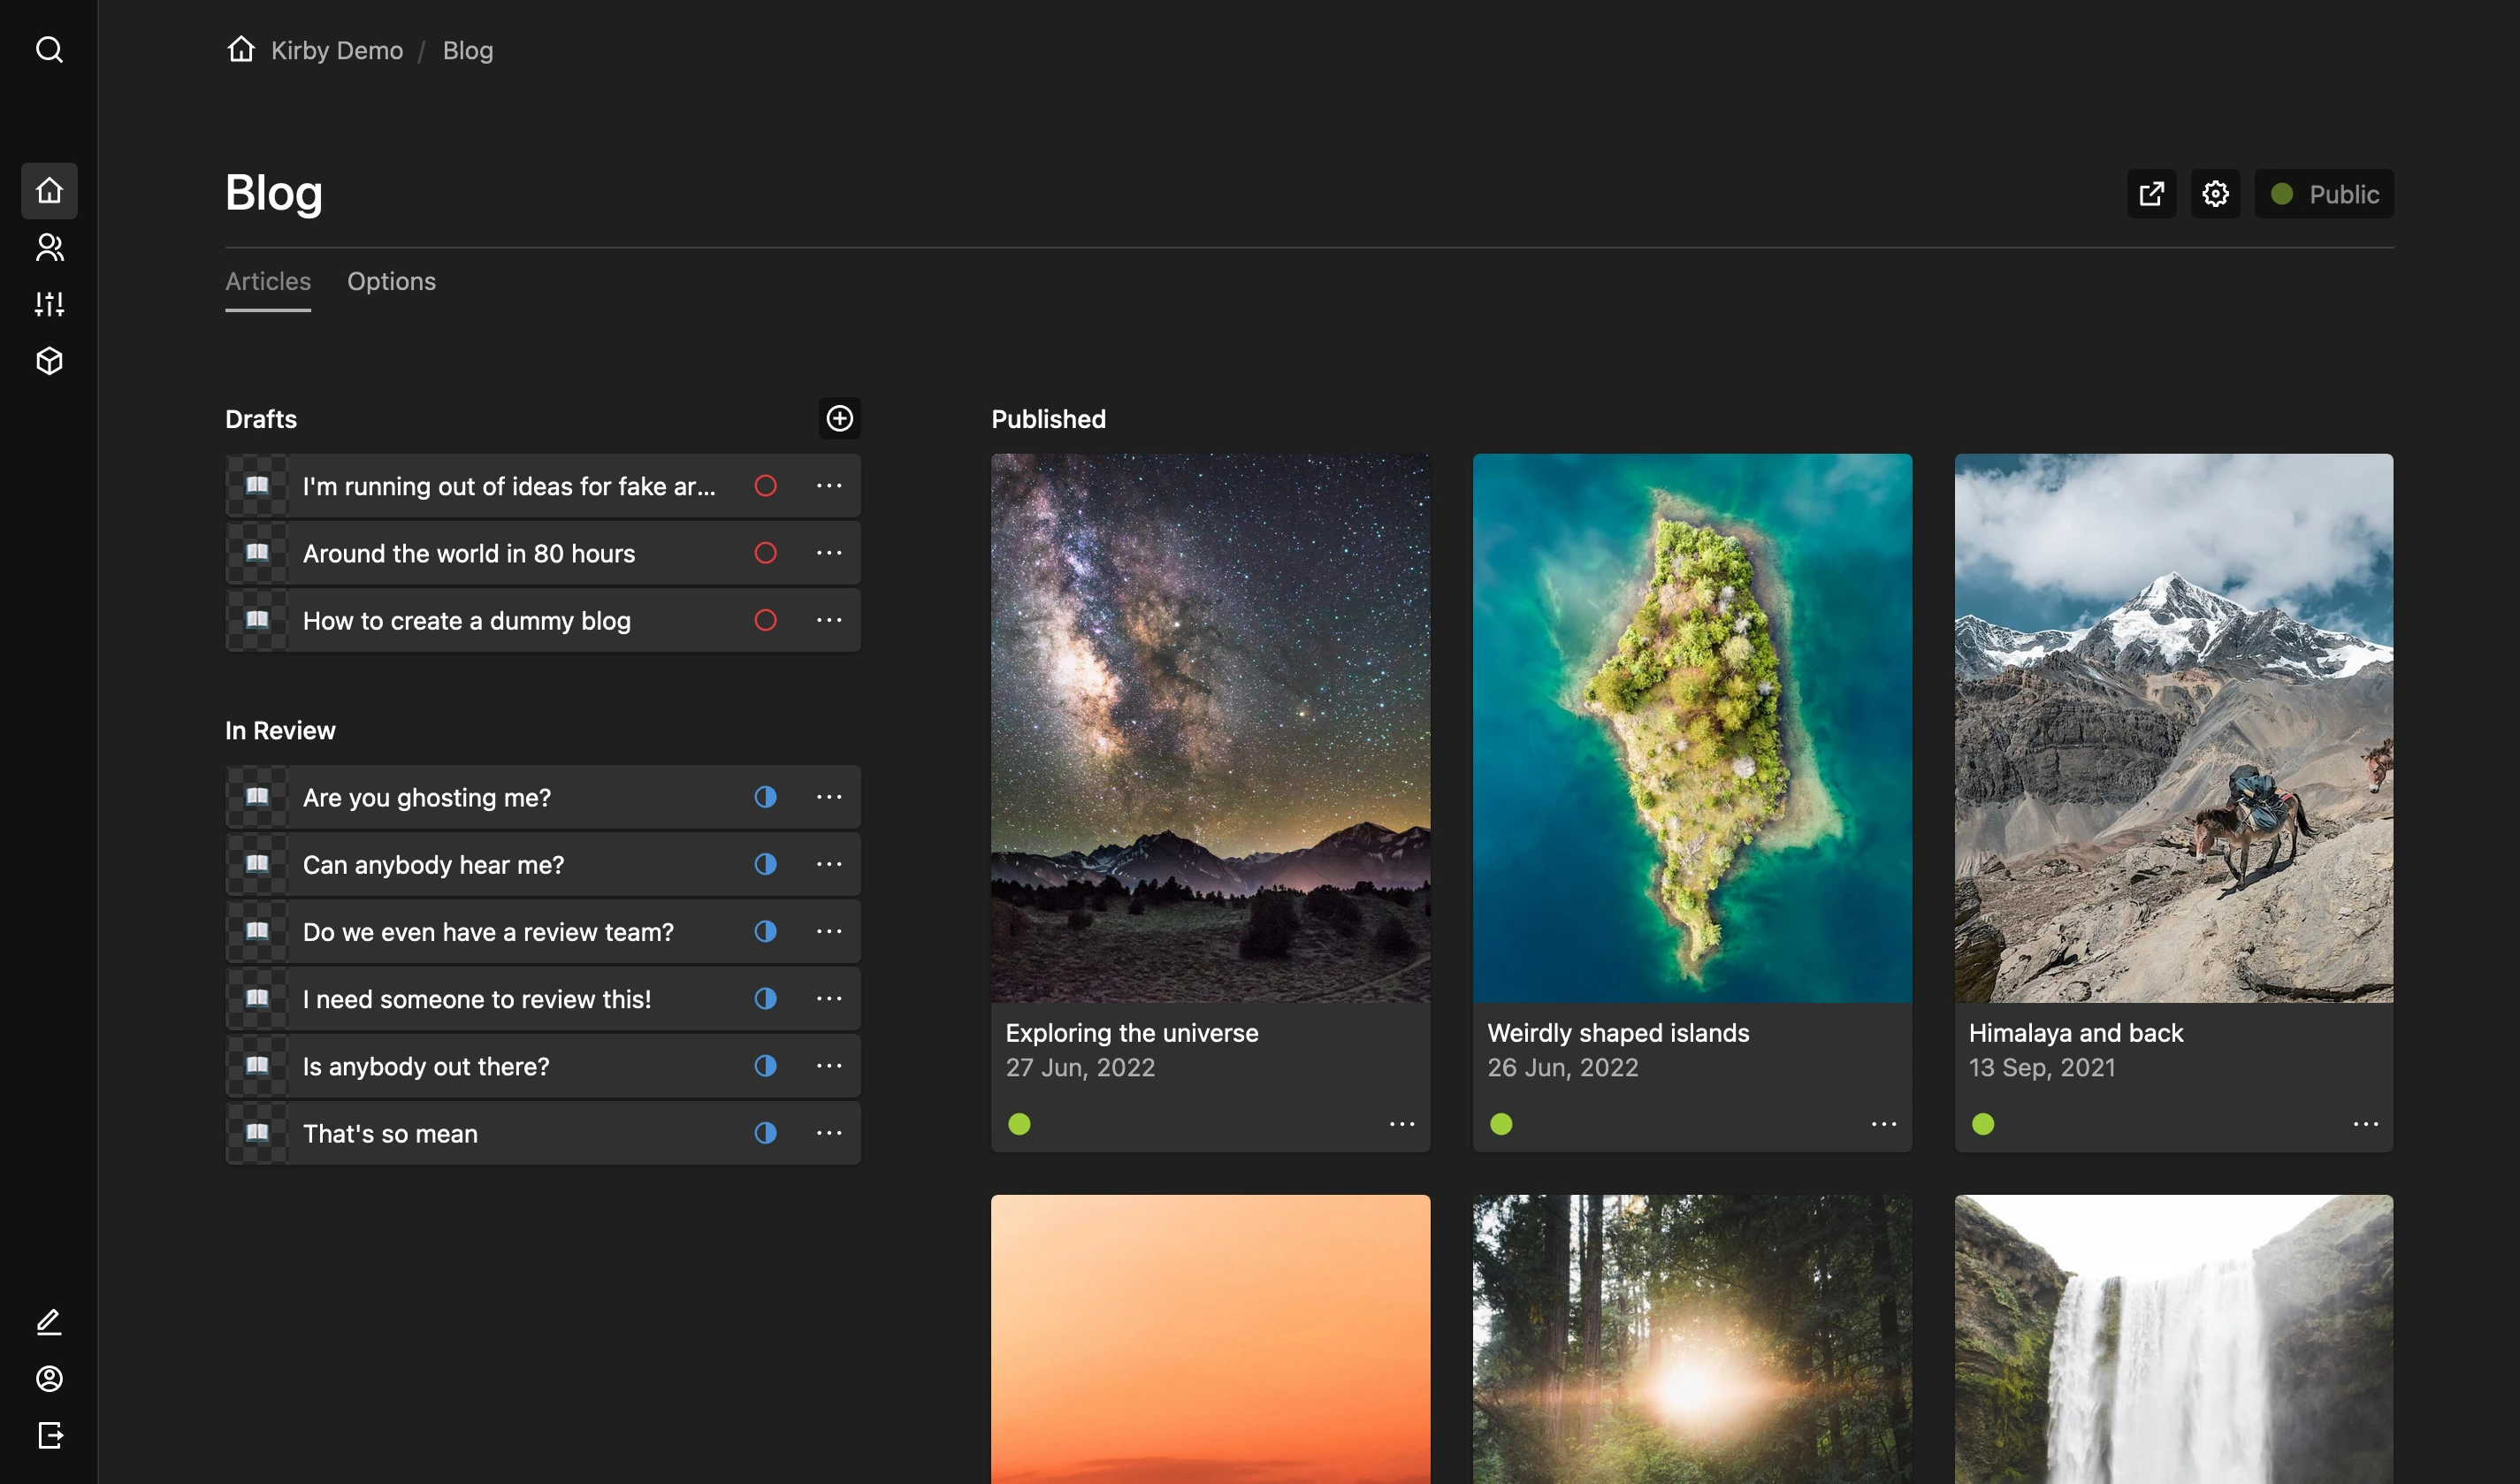 Kirby Demo / Blog
Blog
Public
Articles
Options
Drafts
I'm running out of ideas for fake ar...
Around the world in 80 hours
How to create a dummy blog
In Review
Are you ghosting me?
Can anybody hear me?
Do we even have a review team?
I need someone to review this!
Is anybody out there?
That's so mean
Published
Exploring the universe
27 Jun, 2022
Weirdly shaped islands
26 Jun, 2022
Himalaya and back
13 Sep, 2021